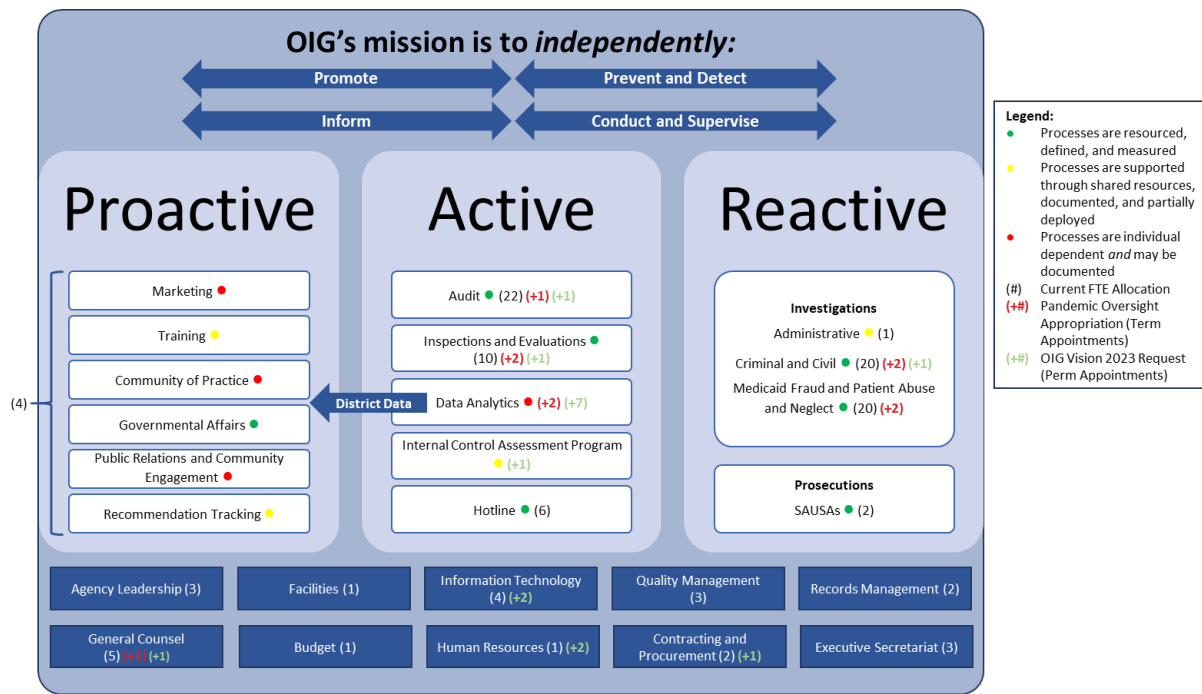 OIG’s mission is to independently:
Promote
Prevent and Detect
Inform
Conduct and Supervise
Proactive
Marketing
Training
Community of Practice
(4)
Governmental Affairs
Public Relations and Community
Engagement
Recommendation Tracking
Active
Audit (22) (+1) (+1)
Inspections and Evaluations
(10) (+2) (+1)
District Data
Data Analytics (+2) (+7)
Internal Control Assessment Program
(+1)
Hotline (6)
Reactive
Investigations
Administrative (1)
Criminal and Civil (20) (+2) (+1)
Medicaid Fraud and Patient Abuse
and Neglect (20) (+2)
Prosecutions
SAUSAs (2)
Agency Leadership (3)
Facilities (1)
Information Technology
(4) (+2)
Quality Management
(3)
Records Management (2)
General Counsel
(5) (+1) (+1)
Budget (1)
Human Resources (1) (+2)
Contracting and
Procurement (2) (+1)
Executive Secretariat (3)
Legend:
Processes are resourced,
defined, and measured
Processes are supported
through shared resources,
documented, and partially
deployed
Processes are individual
dependent and may be
documented
(#) Current FTE Allocation
(+#) Pandemic Oversight
Appropriation (Term
Appointments)
(+#) OIG Vision 2023 Request
(Perm Appointments)